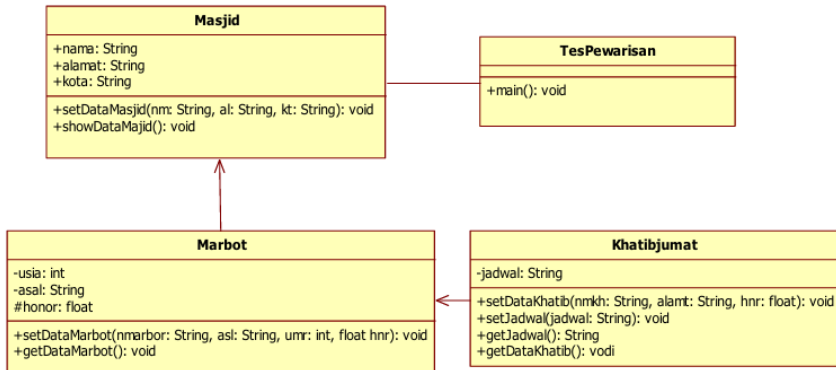 Masjid
+nama: String
+alamat: String
+kota: String
+setDataMasjid(nm: String, al: String, kt: String): void
+showDataMajid(): void
TesPewarisan
+main(): void
Marbot
-usia: int
-asal: String
#honor: float
+setDataMarbot(nmarbor: String, asl: String, umr: int, float hnr): void
+getDataMarbot(): void
Khatibjumat
-jadwal: String
+setDataKhatib(nmkh: String, alamt: String, hnr: float): void
+setJadwal(jadwal: String): void
+getJadwal(): String
+getDataKhatib(): vodi